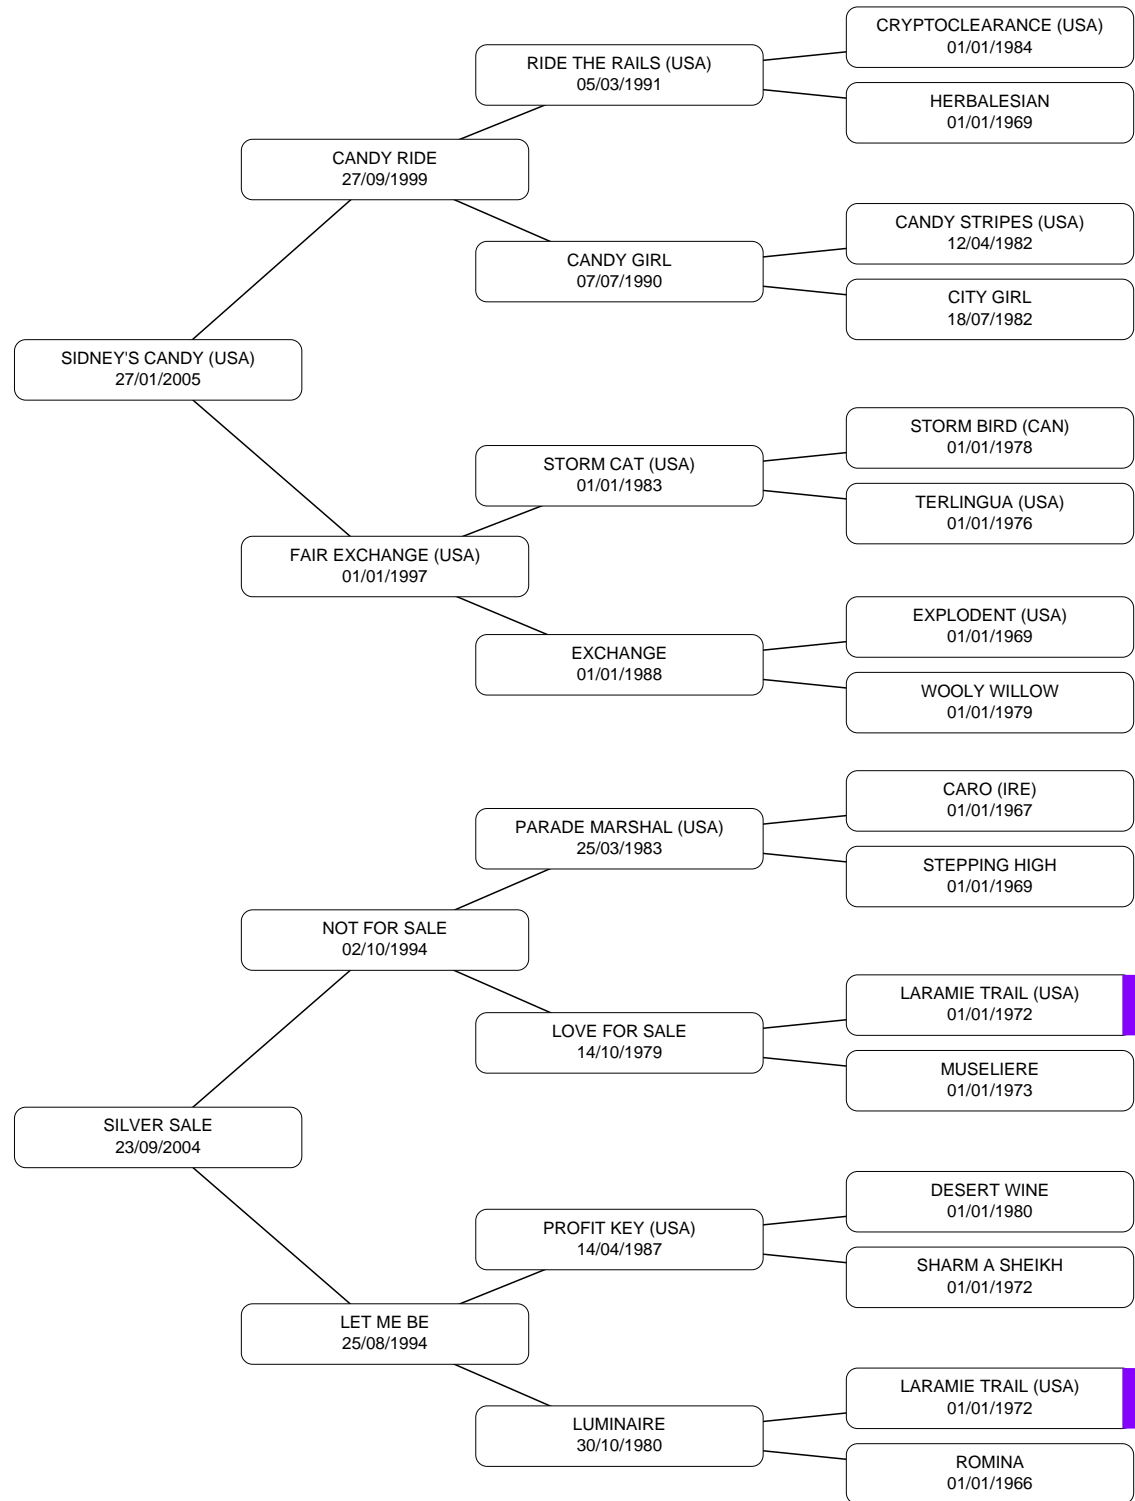 CRYPTOCLEARANCE (USA)
01/01/1984
RIDE THE RAILS (USA)
05/03/1991
HERBALESIAN
01/01/1969
CANDY RIDE
27/09/1999
CANDY STRIPES (USA)
12/04/1982
CANDY GIRL
07/07/1990
CITY GIRL
18/07/1982
SIDNEY'S CANDY (USA)
27/01/2005
STORM BIRD (CAN)
01/01/1978
STORM CAT (USA)
01/01/1983
TERLINGUA (USA)
01/01/1976
FAIR EXCHANGE (USA)
01/01/1997
EXPLODENT (USA)
01/01/1969
EXCHANGE
01/01/1988
WOOLY WILLOW
01/01/1979
CARO (IRE)
01/01/1967
PARADE MARSHAL (USA)
25/03/1983
STEPPING HIGH
01/01/1969
NOT FOR SALE
02/10/1994
LARAMIE TRAIL (USA)
01/01/1972
LOVE FOR SALE
14/10/1979
MUSELIERE
01/01/1973
SILVER SALE
23/09/2004
DESERT WINE
01/01/1980
PROFIT KEY (USA)
14/04/1987
SHARM A SHEIKH
01/01/1972
LET ME BE
25/08/1994
LARAMIE TRAIL (USA)
01/01/1972
LUMINAIRE
30/10/1980
ROMINA
01/01/1966